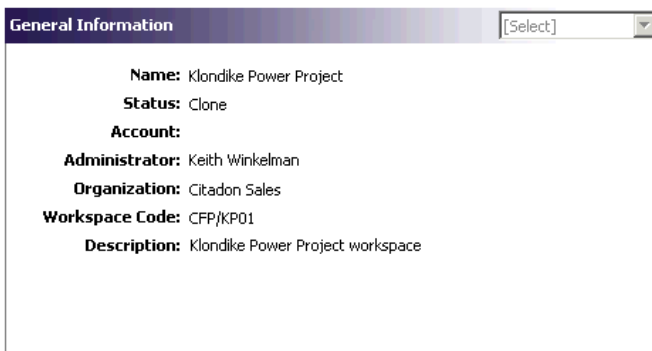 General Information [Select]
Name: Klondike Power Project
Status: Clone
Account:
Administrator: Keith Winkelman
Organization: Citadon Sales
Workspace Code: CFP/KP01
Description: Klondike Power Project workspace